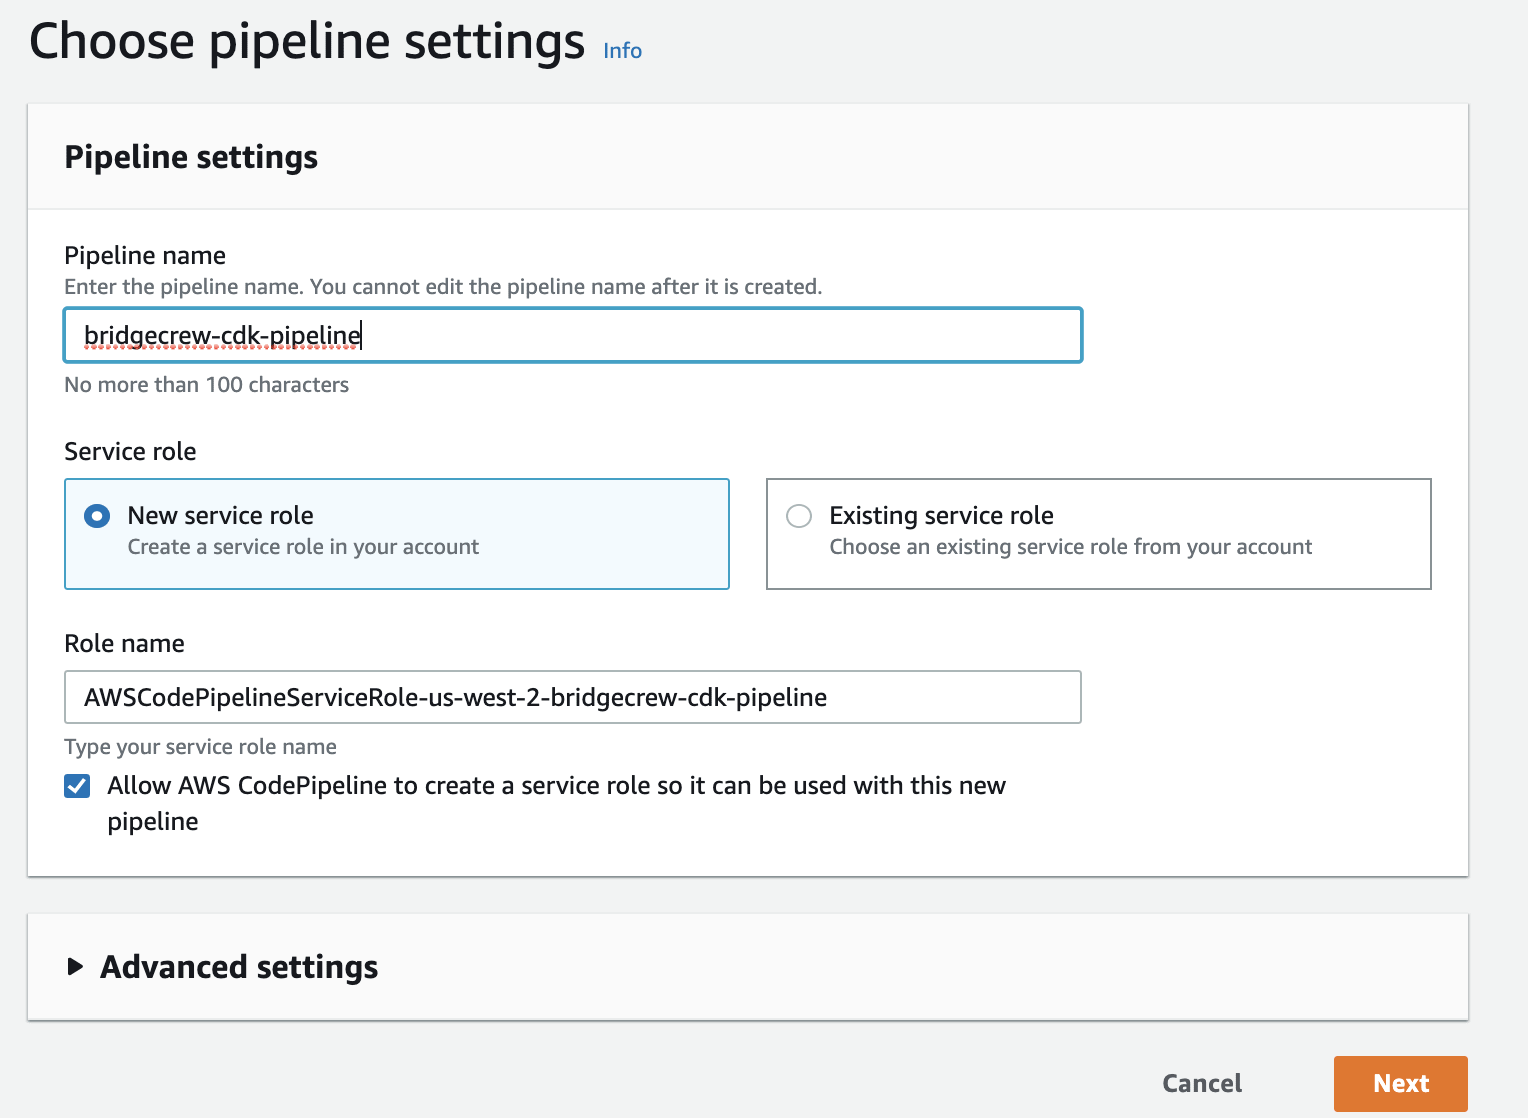 Choose pipeline settings Info
Pipeline settings
Pipeline name
Enter the pipeline name. You cannot edit the pipeline name after it is created.
bridgecrew-cdk-pipeline
No more than 100 characters
Service role
New service role
Create a service role in your account
Existing service role
Choose an existing service role from your account
Role name
AWSCodePipelineServiceRole-us-west-2-bridgecrew-cdk-pipeline
Type your service role name
Allow AWS CodePipeline to create a service role so it can be used with this new
pipeline
Advanced settings
Cancel
Next